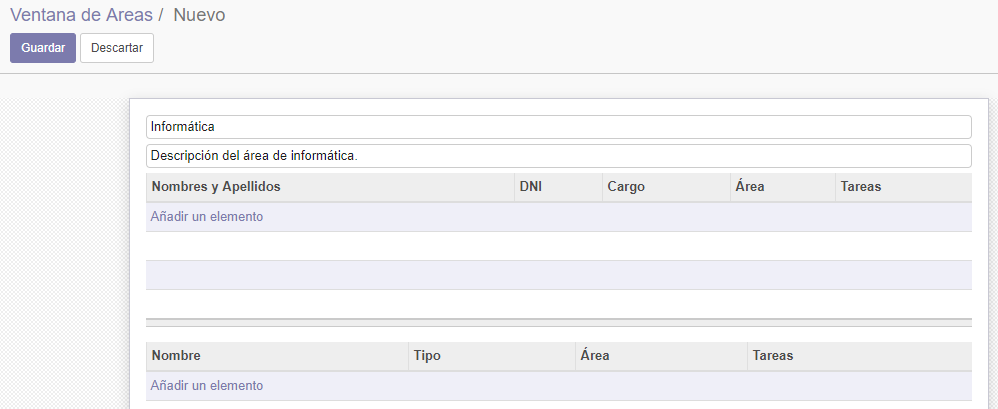 Ventana de Areas / Nuevo
Guardar Descartar
Informática
Descripción del área de informática.
Nombres y Apellidos DNI Cargo Área Tareas
Añadir un elemento
Nombre Tipo Área Tareas
Añadir un elemento